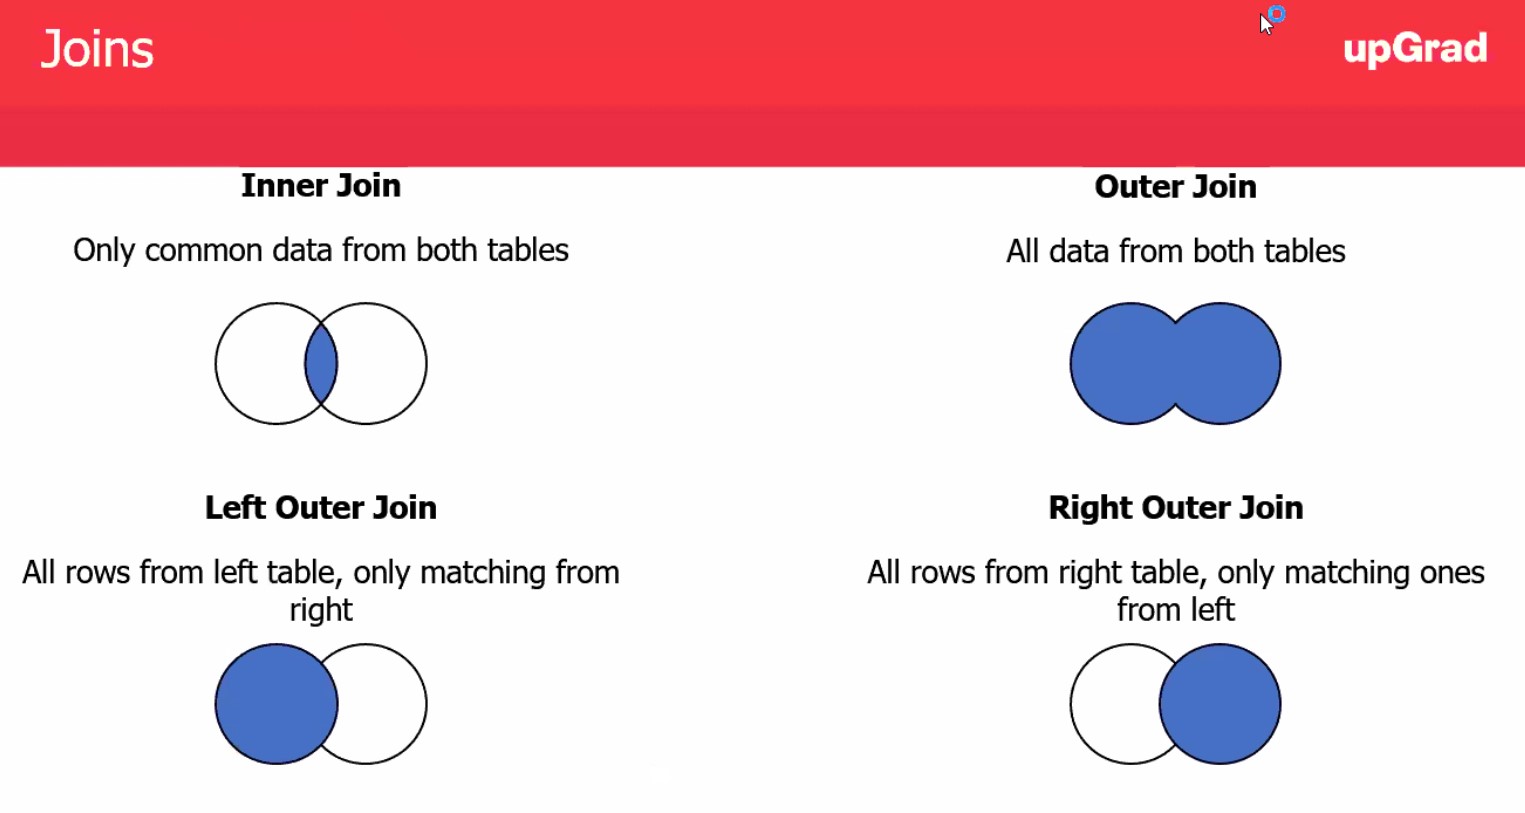 Joins
upGrad
Inner Join
Only common data from both tables
Outer Join
All data from both tables
Left Outer Join
All rows from left table, only matching from
right
Right Outer Join
All rows from right table, only matching ones
from left